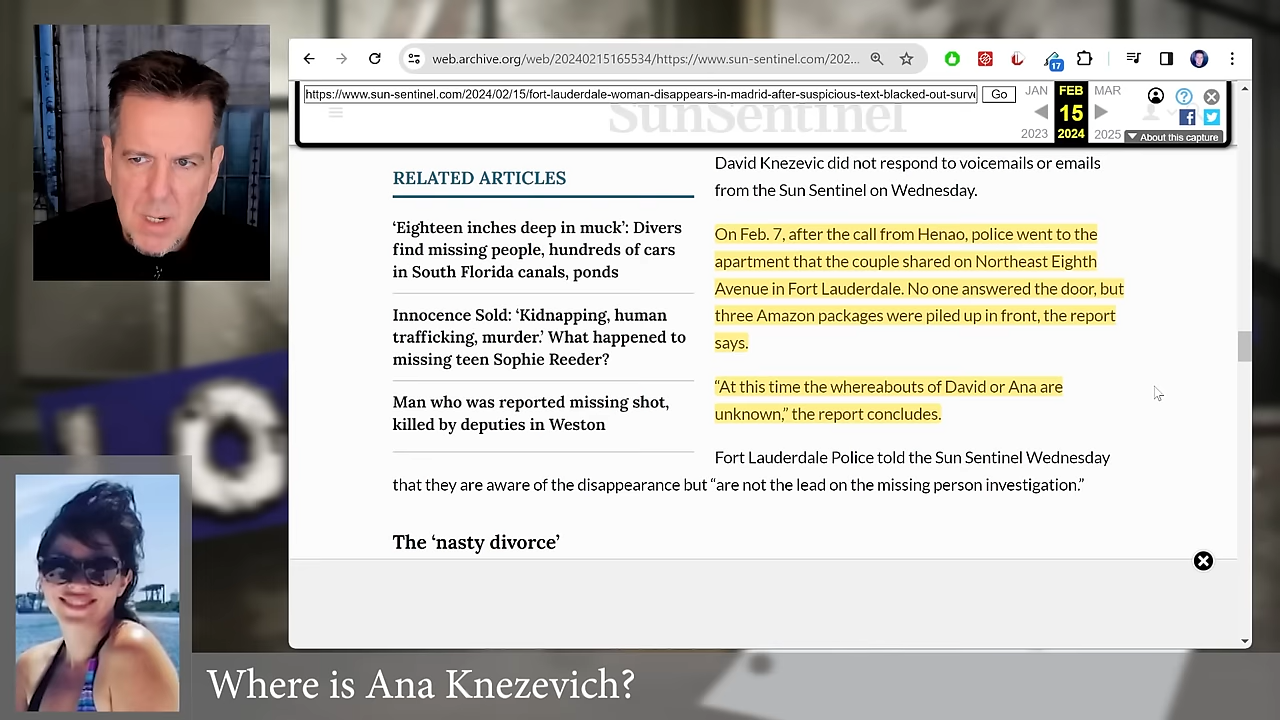 web.archive.org/web/20240215165534/https://www.sun-sentinel.com/202...
17
https://www.sun-sentinel.com/2024/02/15/fort-lauderdale-woman-disappears-in-madrid-after-suspicious-text-blacked-out-surve
Go
JAN FEB MAR
15
2023 2024 2025
About this capture
SunSentinel
RELATED ARTICLES
‘Eighteen inches deep in muck’: Divers
find missing people, hundreds of cars
in South Florida canals, ponds
Innocence Sold: ‘Kidnapping, human
trafficking, murder.’ What happened to
missing teen Sophie Reeder?
Man who was reported missing shot,
killed by deputies in Weston
David Knezevic did not respond to voicemails or emails
from the Sun Sentinel on Wednesday.
On Feb. 7, after the call from Henao, police went to the
apartment that the couple shared on Northeast Eighth
Avenue in Fort Lauderdale. No one answered the door, but
three Amazon packages were piled up in front, the report
says.
“At this time the whereabouts of David or Ana are
unknown,” the report concludes.
Fort Lauderdale Police told the Sun Sentinel Wednesday
that they are aware of the disappearance but “are not the lead on the missing person investigation.”
The ‘nasty divorce’
Where is Ana Knezevich?